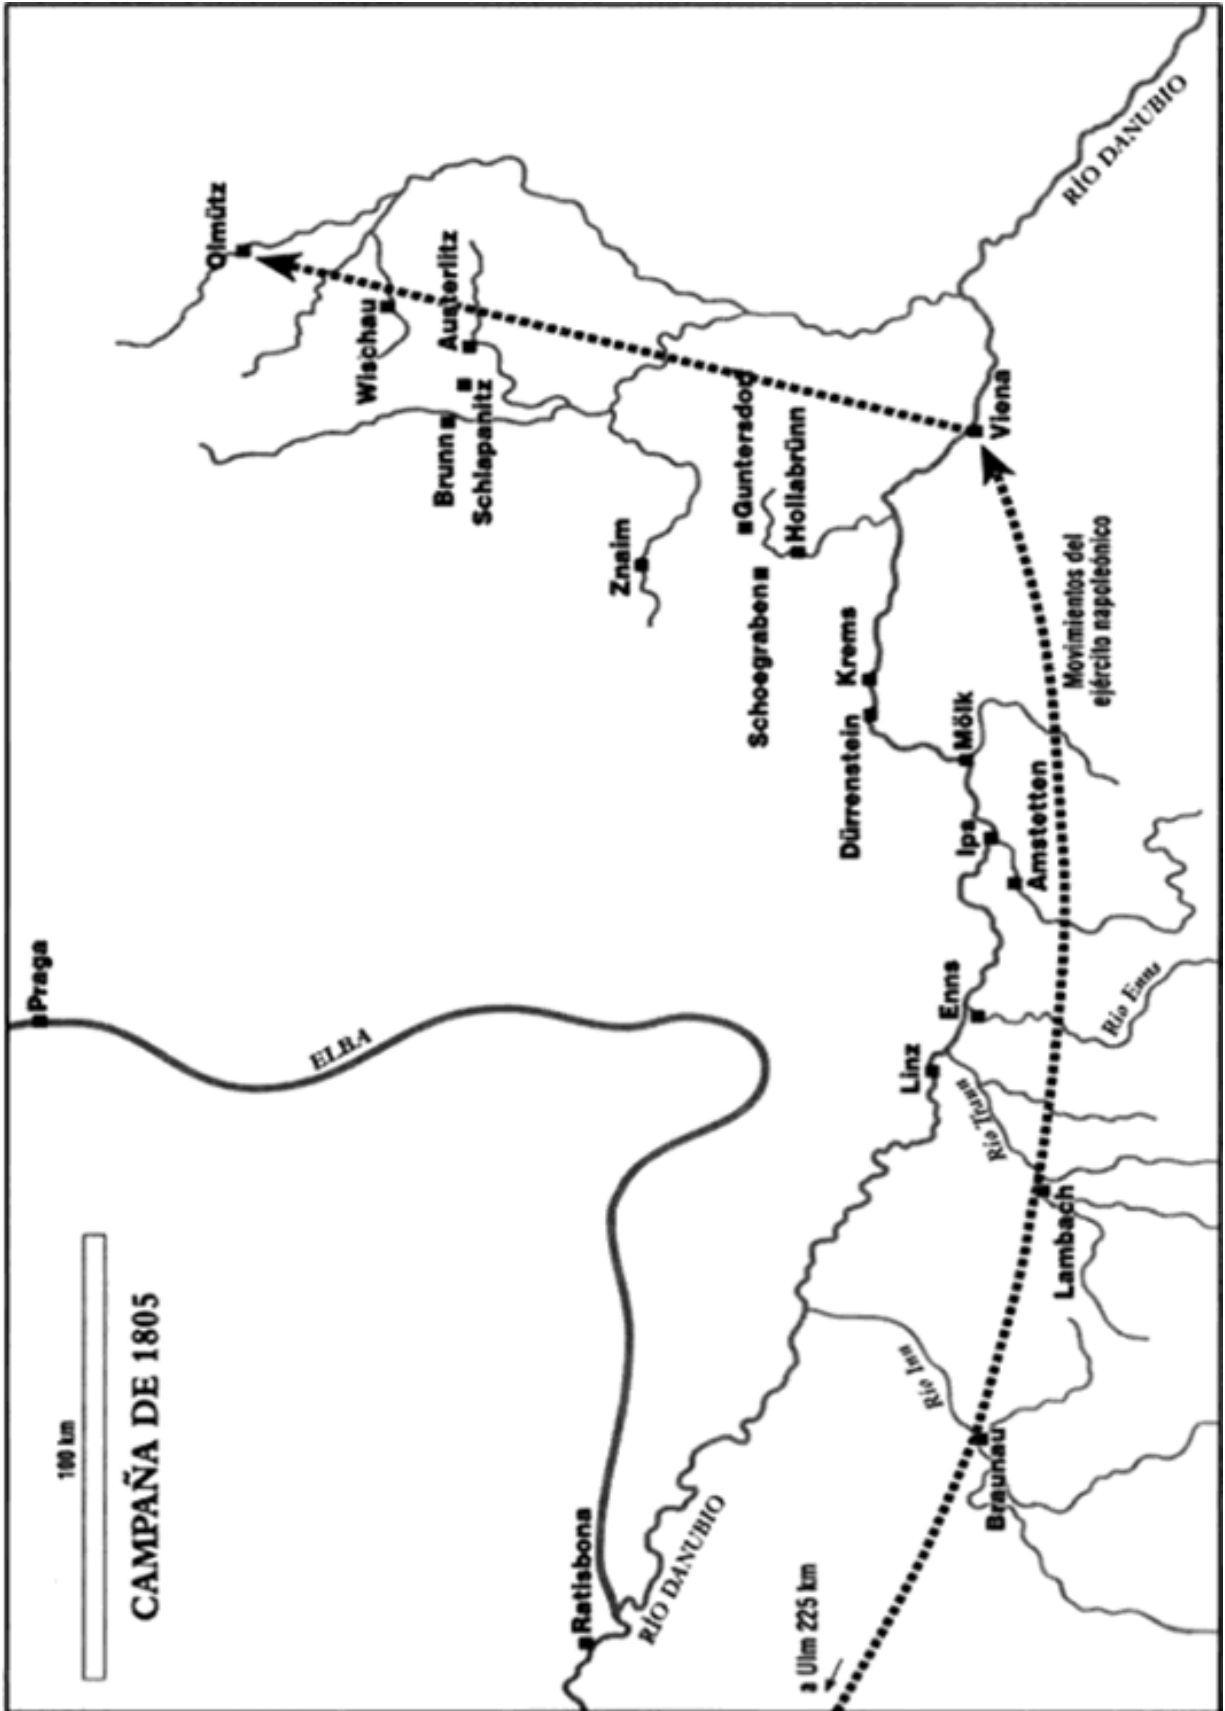 100 km
CAMPAÑA DE 1805
Praga
ELBA
Ratisbona
RÍO DANUBIO
a Ulm 225 km
Río Inn
Braunau
Lambach
Río Traun
Linz
Enns
Río Enns
Ips
Amstetten
Mölk
Dürrenstein
Krems
Schoegraben
Hollabrünn
Guntersdod
Znaim
Brunn
Schlapanitz
Austerlitz
Wischau
Olmütz
Viena
Movimientos del
ejército napoleónico
RÍO DANUBIO